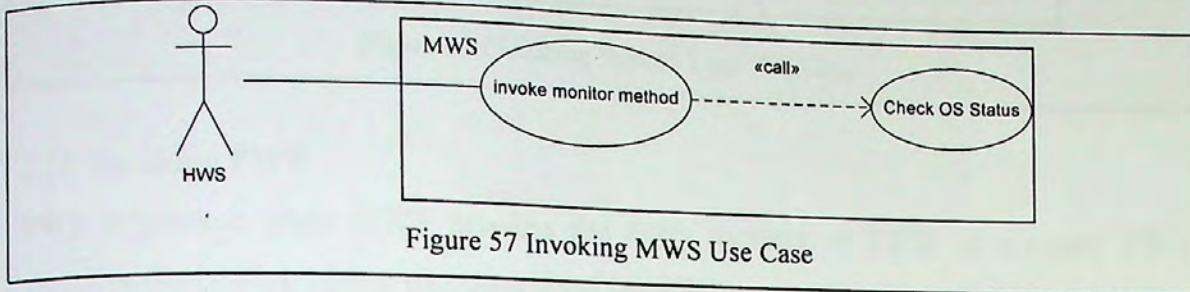 MWS
«call»
invoke monitor method
Check OS Status
HWS
Figure 57 Invoking MWS Use Case